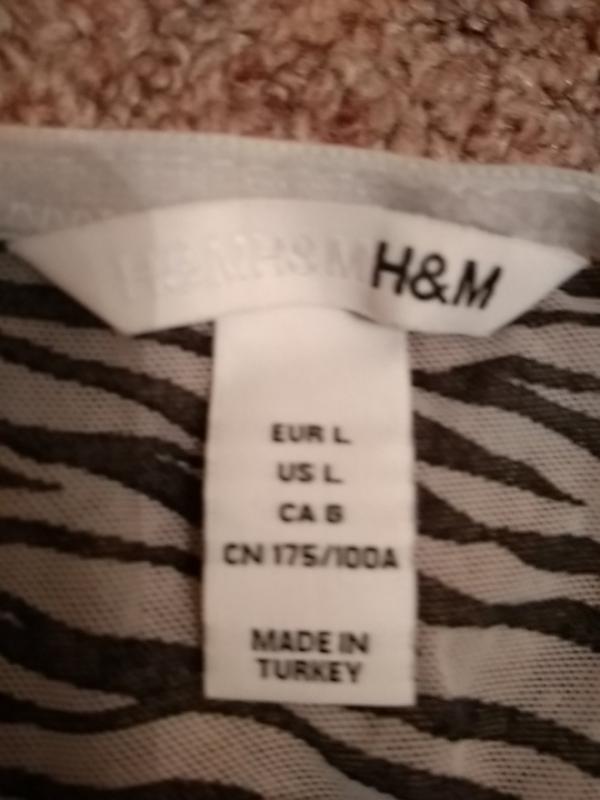 H&M H&M H&M
EUR L
US L
CA G
CN 175/100A
MADE IN
TURKEY